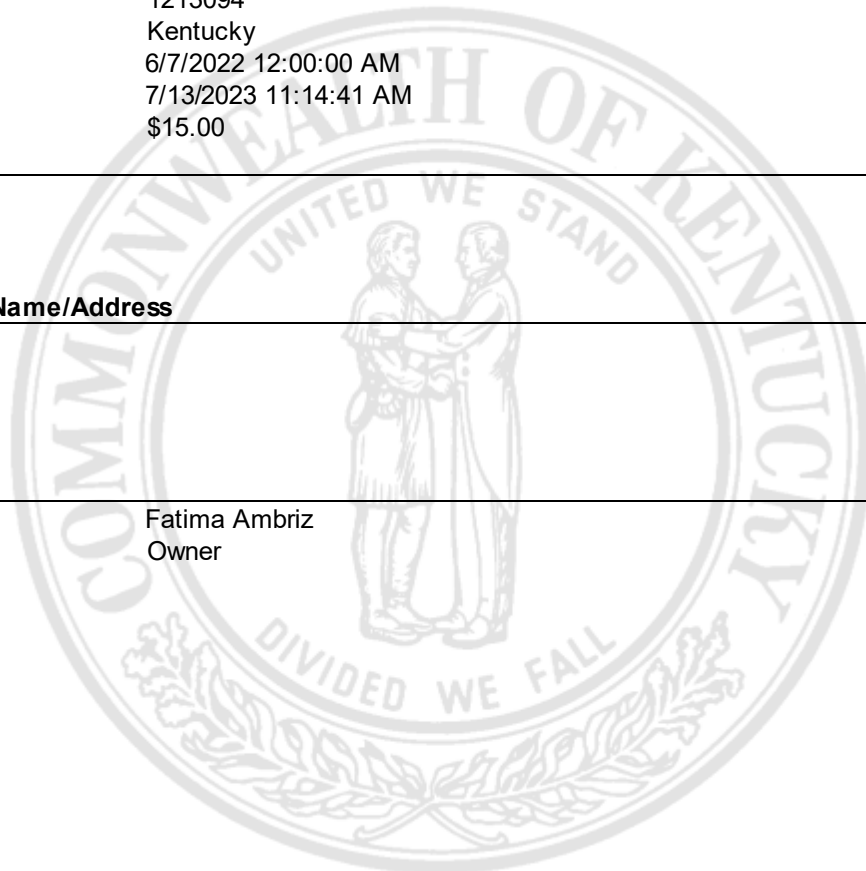 1213094
Kentucky
6/7/2022 12:00:00 AM
7/13/2023 11:14:41 AM
$15.00
Name/Address
Fatima Ambriz
Owner
COMMONWEALTH OF KENTUCKY
UNITED WE STAND
DIVIDED WE FALL